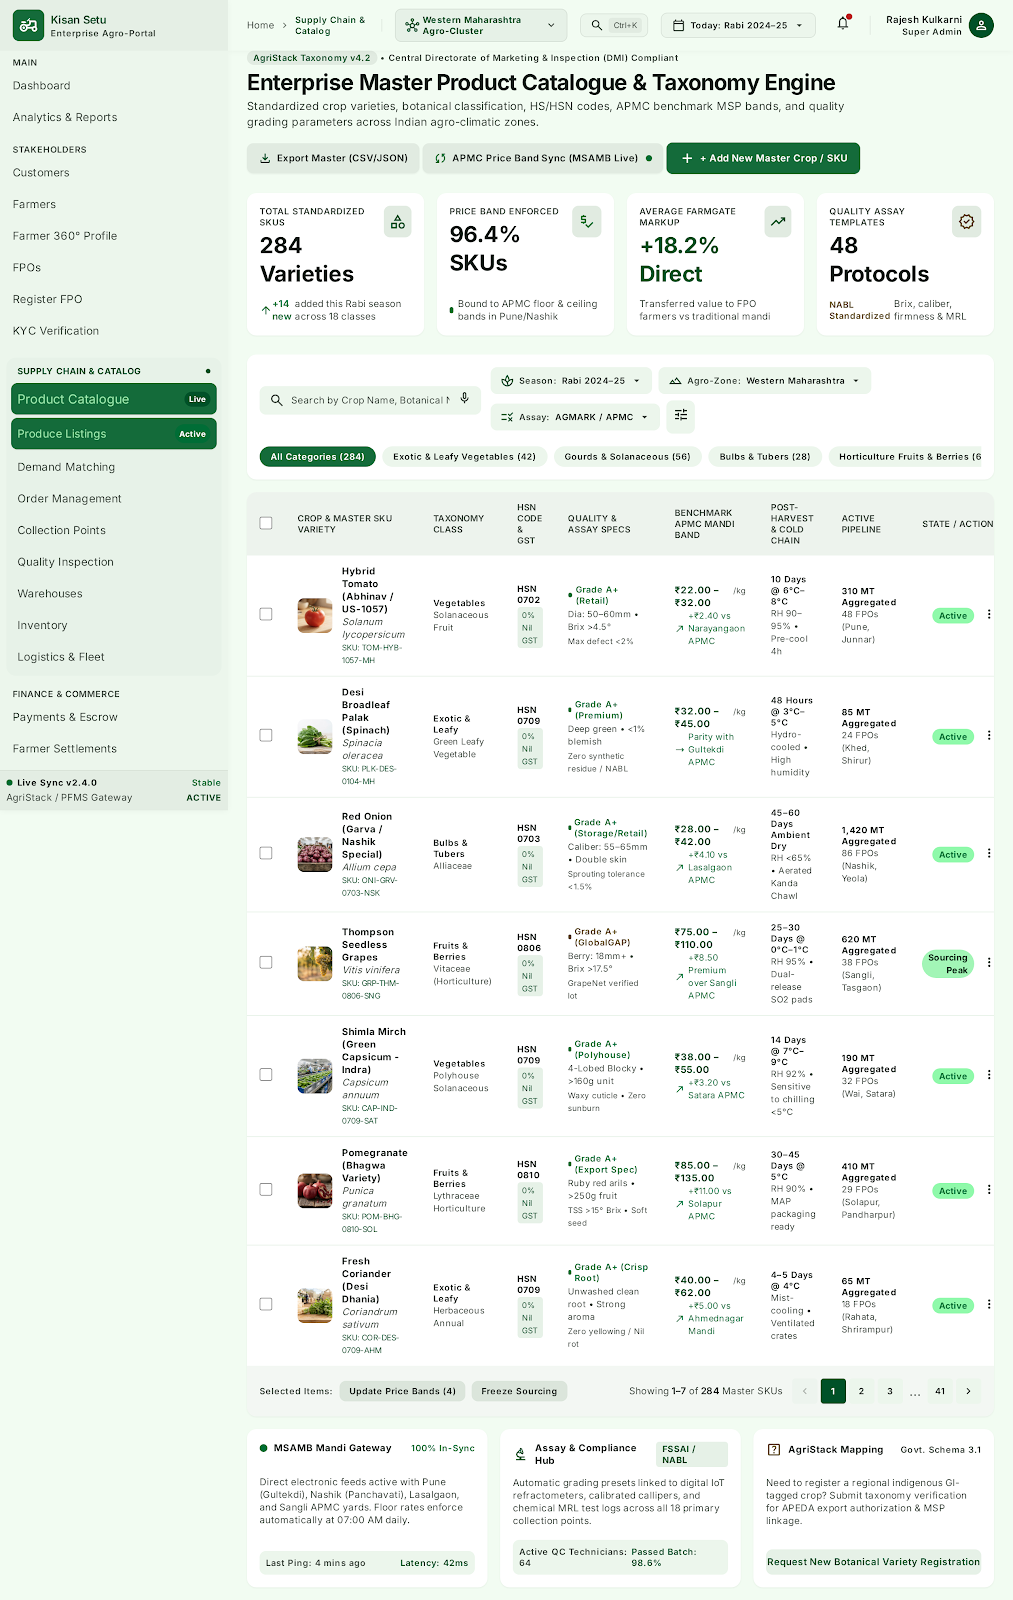 Kisan Setu
Enterprise Agro-Portal
MAIN
Dashboard
Analytics & Reports
STAKEHOLDERS
Customers
Farmers
Farmer 360° Profile
FPOs
Register FPO
KYC Verification
SUPPLY CHAIN & CATALOG
Product Catalogue Live
Produce Listings Active
Demand Matching
Order Management
Collection Points
Quality Inspection
Warehouses
Inventory
Logistics & Fleet
FINANCE & COMMERCE
Payments & Escrow
Farmer Settlements
Live Sync v2.4.0 Stable
AgriStack / PFMS Gateway ACTIVE
Home > Supply Chain &
Catalog
Western Maharashtra
Agro-Cluster
Ctrl+K
Today: Rabi 2024–25
Rajesh Kulkarni
Super Admin
AgriStack Taxonomy v4.2 • Central Directorate of Marketing & Inspection (DMI) Compliant
Enterprise Master Product Catalogue & Taxonomy Engine
Standardized crop varieties, botanical classification, HS/HSN codes, APMC benchmark MSP bands, and quality
grading parameters across Indian agro-climatic zones.
Export Master (CSV/JSON)
APMC Price Band Sync (MSAMB Live)
+ Add New Master Crop / SKU
TOTAL STANDARDIZED
SKUS
284
Varieties
+14
new
added this Rabi season
across 18 classes
PRICE BAND ENFORCED
96.4%
SKUs
Bound to APMC floor & ceiling
bands in Pune/Nashik
AVERAGE FARMGATE
MARKUP
+18.2%
Direct
Transferred value to FPO
farmers vs traditional mandi
QUALITY ASSAY
TEMPLATES
48
Protocols
NABL
Standardized
Brix, caliber,
firmness & MRL
Search by Crop Name, Botanical N
Season: Rabi 2024–25
Agro-Zone: Western Maharashtra
Assay: AGMARK / APMC
All Categories (284)
Exotic & Leafy Vegetables (42)
Gourds & Solanaceous (56)
Bulbs & Tubers (28)
Horticulture Fruits & Berries (6
CROP & MASTER SKU
VARIETY
TAXONOMY
CLASS
HSN
CODE
&
GST
QUALITY &
ASSAY SPECS
BENCHMARK
APMC MANDI
BAND
POST-
HARVEST
& COLD
CHAIN
ACTIVE
PIPELINE
STATE / ACTION
Hybrid
Tomato
(Abhinav /
US-1057)
Solanum
lycopersicum
SKU: TOM-HYB-
1057-MH
Vegetables
Solanaceous
Fruit
HSN
0702
0%
Nil
GST
Grade A+
(Retail)
Dia: 50–60mm •
Brix >4.5°
Max defect <2%
₹22.00 –
₹32.00
/kg
+₹2.40 vs
Narayangaon
APMC
10 Days
@ 6°C–
8°C
RH 90–
95% •
Pre-cool
4h
310 MT
Aggregated
48 FPOs
(Pune,
Junnar)
Active
Desi
Broadleaf
Palak
(Spinach)
Spinacia
oleracea
SKU: PLK-DES-
0104-MH
Exotic &
Leafy
Green Leafy
Vegetable
HSN
0709
0%
Nil
GST
Grade A+
(Premium)
Deep green • <1%
blemish
Zero synthetic
residue / NABL
₹32.00 –
₹45.00
/kg
Parity with
→ Gultekdi
APMC
48 Hours
@ 3°C–
5°C
Hydro-
cooled •
High
humidity
85 MT
Aggregated
24 FPOs
(Khed,
Shirur)
Active
Red Onion
(Garva /
Nashik
Special)
Allium cepa
SKU: ONI-GRV-
0703-NSK
Bulbs &
Tubers
Alliaceae
HSN
0703
0%
Nil
GST
Grade A+
(Storage/Retail)
Caliber: 55–65mm
• Double skin
Sprouting tolerance
<1.5%
₹28.00 –
₹42.00
/kg
+₹4.10 vs
Lasalgaon
APMC
45–60
Days
Ambient
Dry
RH <65%
• Aerated
Kanda
Chawl
1,420 MT
Aggregated
86 FPOs
(Nashik,
Yeola)
Active
Thompson
Seedless
Grapes
Vitis vinifera
SKU: GRP-THM-
0806-SNG
Fruits &
Berries
Vitaceae
(Horticulture)
HSN
0806
0%
Nil
GST
Grade A+
(GlobalGAP)
Berry: 18mm+ •
Brix >17.5°
GrapeNet verified
lot
₹75.00 –
₹110.00
/kg
+₹8.50
Premium
over Sangli
APMC
25–30
Days @
0°C–1°C
RH 95% •
Dual-
release
SO2 pads
620 MT
Aggregated
38 FPOs
(Sangli,
Tasgaon)
Sourcing
Peak
Shimla Mirch
(Green
Capsicum -
Indra)
Capsicum
annuum
SKU: CAP-IND-
0709-SAT
Vegetables
Polyhouse
Solanaceous
HSN
0709
0%
Nil
GST
Grade A+
(Polyhouse)
4-Lobed Blocky •
>160g unit
Waxy cuticle • Zero
sunburn
₹38.00 –
₹55.00
/kg
+₹3.20 vs
Satara APMC
14 Days
@ 7°C–
9°C
RH 92% •
Sensitive
to chilling
<5°C
190 MT
Aggregated
32 FPOs
(Wai, Satara)
Active
Pomegranate
(Bhagwa
Variety)
Punica
granatum
SKU: POM-BHG-
0810-SOL
Fruits &
Berries
Lythraceae
Horticulture
HSN
0810
0%
Nil
GST
Grade A+
(Export Spec)
Ruby red arils •
>250g fruit
TSS >15° Brix • Soft
seed
₹85.00 –
₹135.00
/kg
+₹11.00 vs
Solapur
APMC
30–45
Days @
5°C
RH 90% •
MAP
packaging
ready
410 MT
Aggregated
29 FPOs
(Solapur,
Pandharpur)
Active
Fresh
Coriander
(Desi
Dhania)
Coriandrum
sativum
SKU: COR-DES-
0709-AHM
Exotic &
Leafy
Herbaceous
Annual
HSN
0709
0%
Nil
GST
Grade A+ (Crisp
Root)
Unwashed clean
root • Strong
aroma
Zero yellowing / Nil
rot
₹40.00 –
₹62.00
/kg
+₹5.00 vs
Ahmednagar
Mandi
4–5 Days
@ 4°C
Mist-
cooling •
Ventilated
crates
65 MT
Aggregated
18 FPOs
(Rahata,
Shrirampur)
Active
Selected Items: Update Price Bands (4) Freeze Sourcing
Showing 1–7 of 284 Master SKUs
‹ 1 2 3 ... 41 ›
MSAMB Mandi Gateway 100% In-Sync
Direct electronic feeds active with Pune
(Gultekdi), Nashik (Panchavati), Lasalgaon,
and Sangli APMC yards. Floor rates enforce
automatically at 07:00 AM daily.
Last Ping: 4 mins ago Latency: 42ms
Assay & Compliance
Hub
FSSAI /
NABL
Automatic grading presets linked to digital IoT
refractometers, calibrated callipers, and
chemical MRL test logs across all 18 primary
collection points.
Active QC Technicians:
64
Passed Batch:
98.6%
AgriStack Mapping Govt. Schema 3.1
Need to register a regional indigenous GI-
tagged crop? Submit taxonomy verification
for APEDA export authorization & MSP
linkage.
Request New Botanical Variety Registration